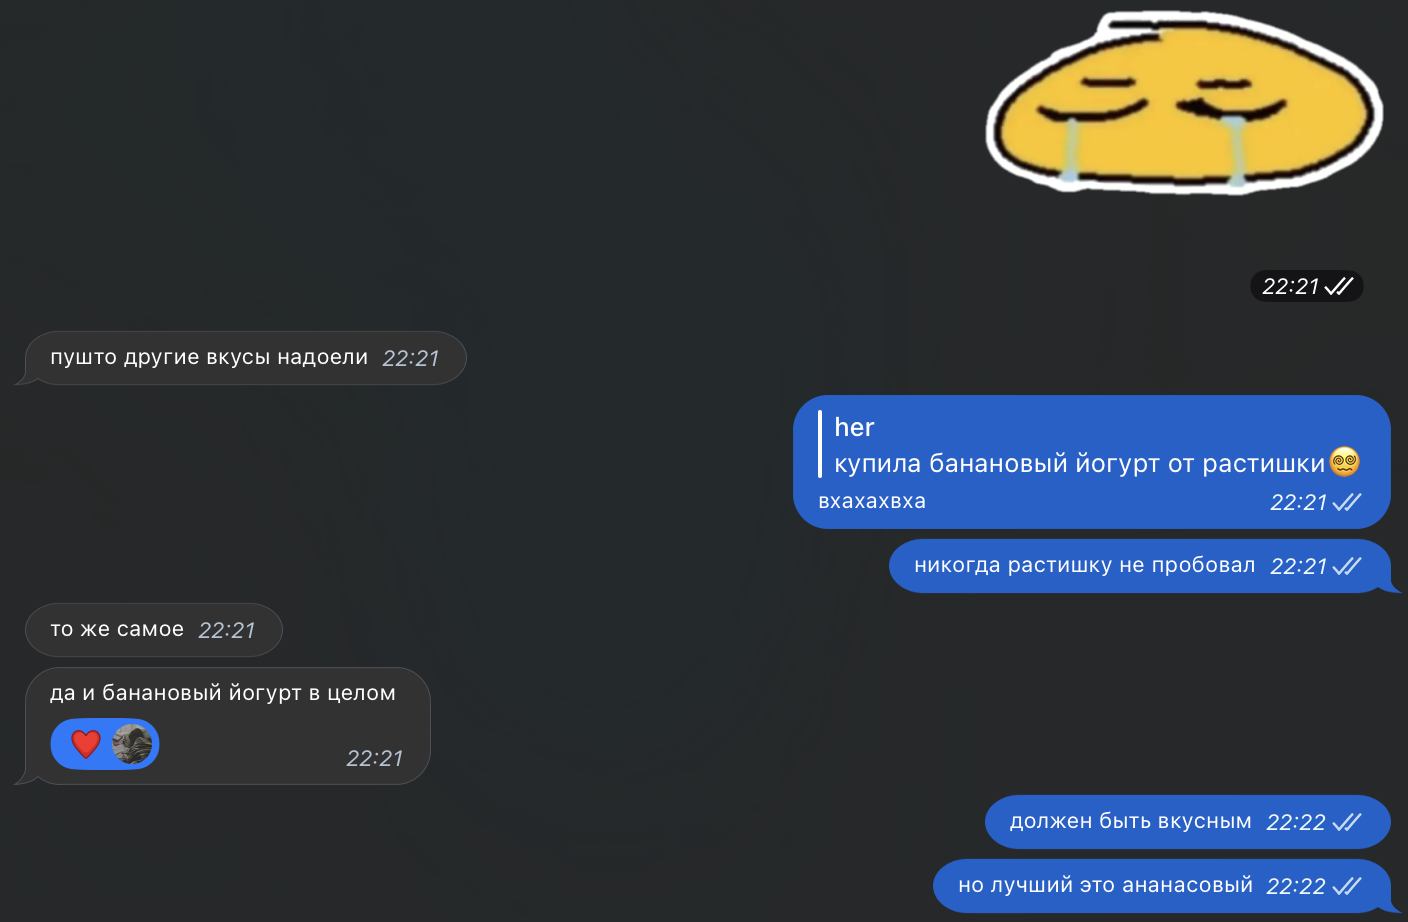 22:21
пушто другие вкусы надоели 22:21
her
купила банановый йогурт от растишки😵‍💫
вхахахвха 22:21
никогда растишку не пробовал 22:21
то же самое 22:21
да и банановый йогурт в целом
❤️ 22:21
должен быть вкусным 22:22
но лучший это ананасовый 22:22